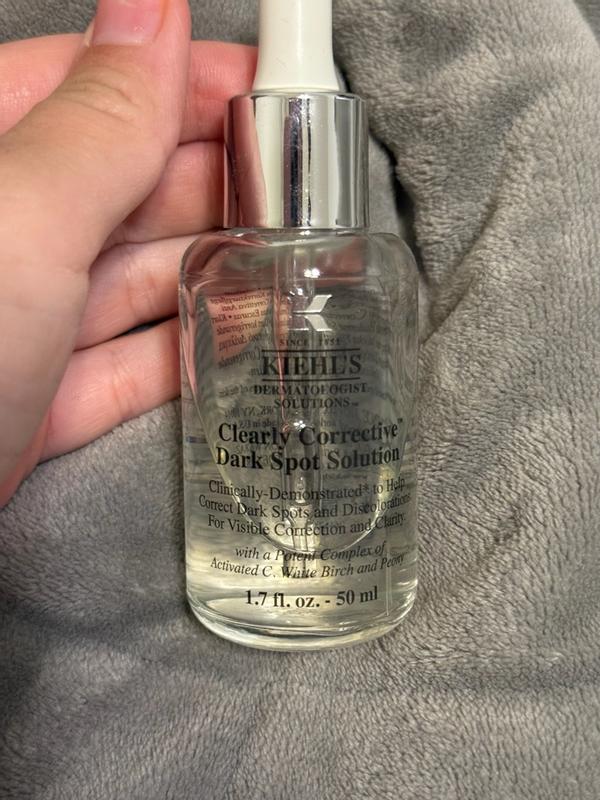 K
SINCE 1851
KIEHL'S
DERMATOLOGIST
SOLUTIONS™
Clearly Corrective™
Dark Spot Solution
Clinically-Demonstrated* to Help
Correct Dark Spots and Discolorations
For Visible Correction and Clarity.
with a Potent Complex of
Activated C, White Birch and Peony
1.7 fl. oz. - 50 ml